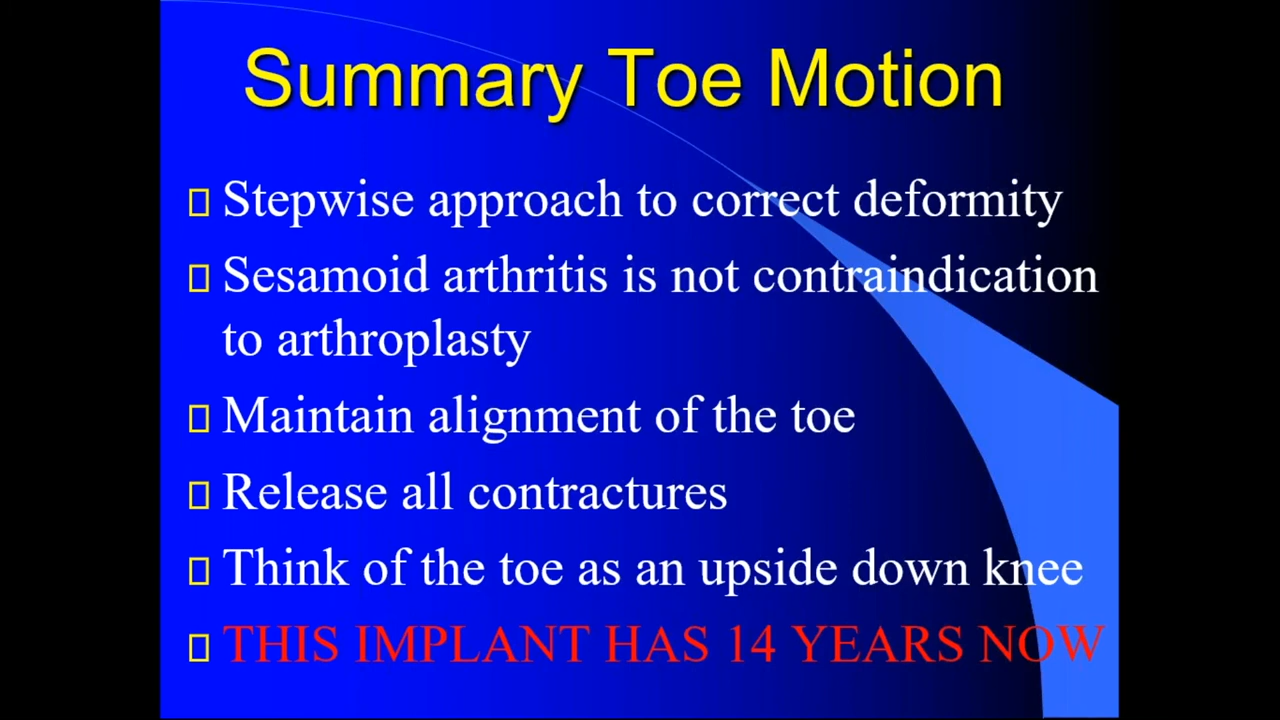 Summary Toe Motion
Stepwise approach to correct deformity
Sesamoid arthritis is not contraindication
to arthroplasty
Maintain alignment of the toe
Release all contractures
Think of the toe as an upside down knee
THIS IMPLANT HAS 14 YEARS NOW